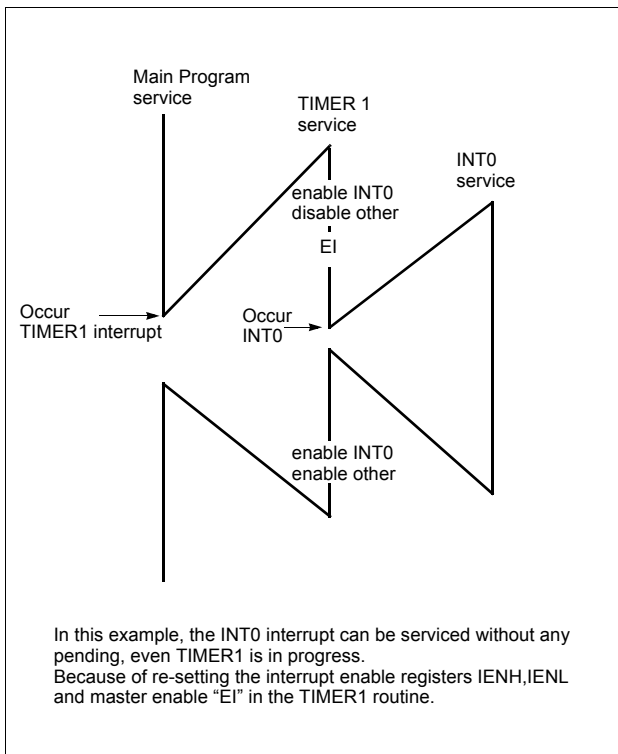 Main Program
service
TIMER 1
service
INT0
service
enable INT0
disable other
EI
Occur
TIMER1 interrupt
Occur
INT0
enable INT0
enable other
In this example, the INT0 interrupt can be serviced without any
pending, even TIMER1 is in progress.
Because of re-setting the interrupt enable registers IENH,IENL
and master enable “EI” in the TIMER1 routine.